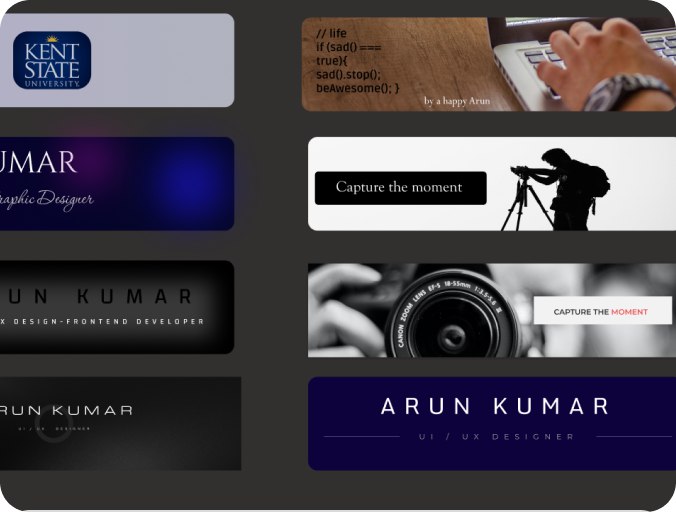 KENT
STATE
UNIVERSITY
// life
if (sad() ===
true){
sad().stop();
beAwesome(); }
by a happy Arun
UMAR
raphic Designer
Capture the moment
UN KUMAR
X DESIGN-FRONTEND DEVELOPER
CANON ZOOM LENS EF-S 18-55mm 1:3.5-5.6 II
CAPTURE THE MOMENT
RUN KUMAR
UI / UX DESIGNER
ARUN KUMAR
UI / UX DESIGNER